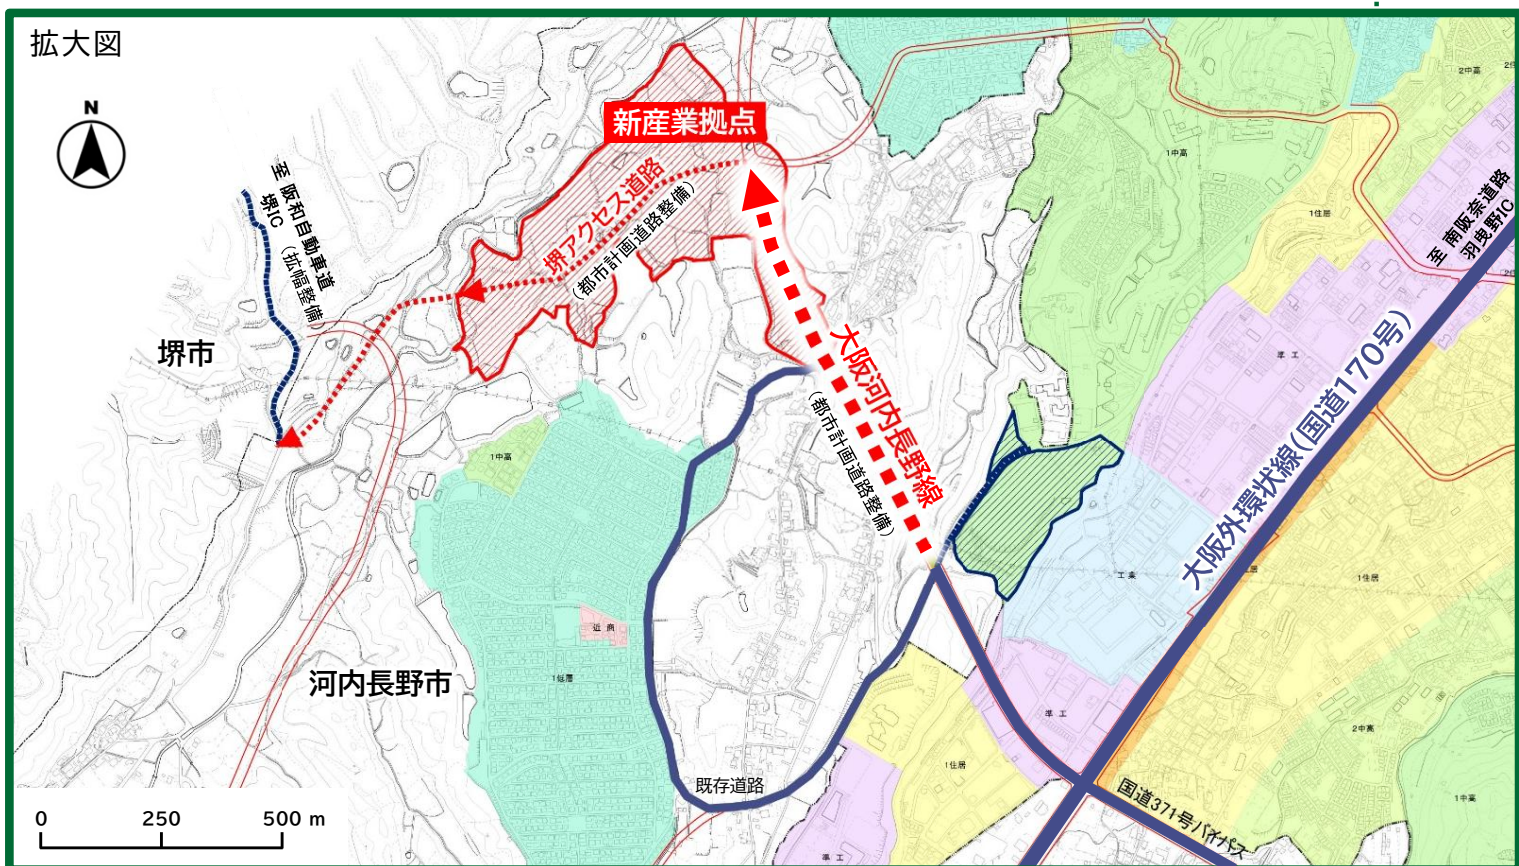 拡大図
N
新産業拠点
堺アクセス道路
(都市計画道路整備)
至 阪和自動車道
堺IC (拡幅整備)
堺市
大阪河内長野線
(都市計画道路整備)
至 南阪奈道路
羽曳野IC
大阪外環状線(国道170号)
2中高
1中高
1住居
準工
1中高
工業
1住居
近商
1低層
河内長野市
準工
2中高
1住居
既存道路
国道371号バイパス
1中高
準工
0 250 500 m